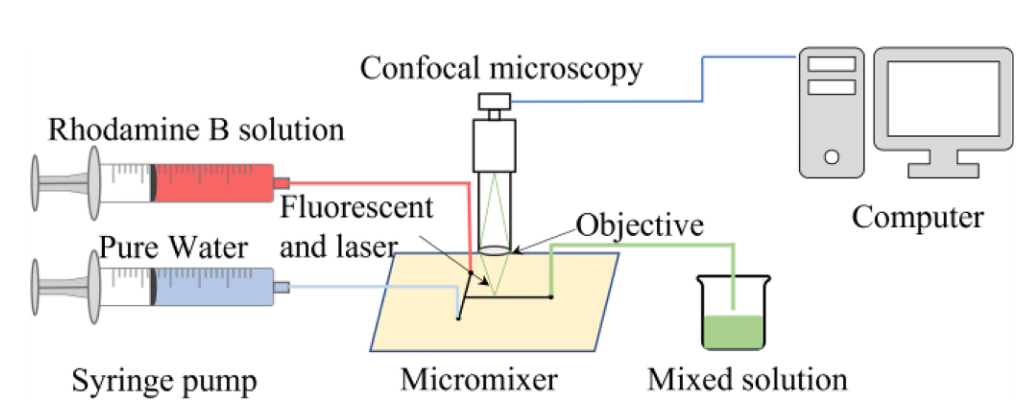 Confocal microscopy
Rhodamine B solution
Fluorescent
and laser
Objective
Computer
Pure Water
Syringe pump
Micromixer
Mixed solution